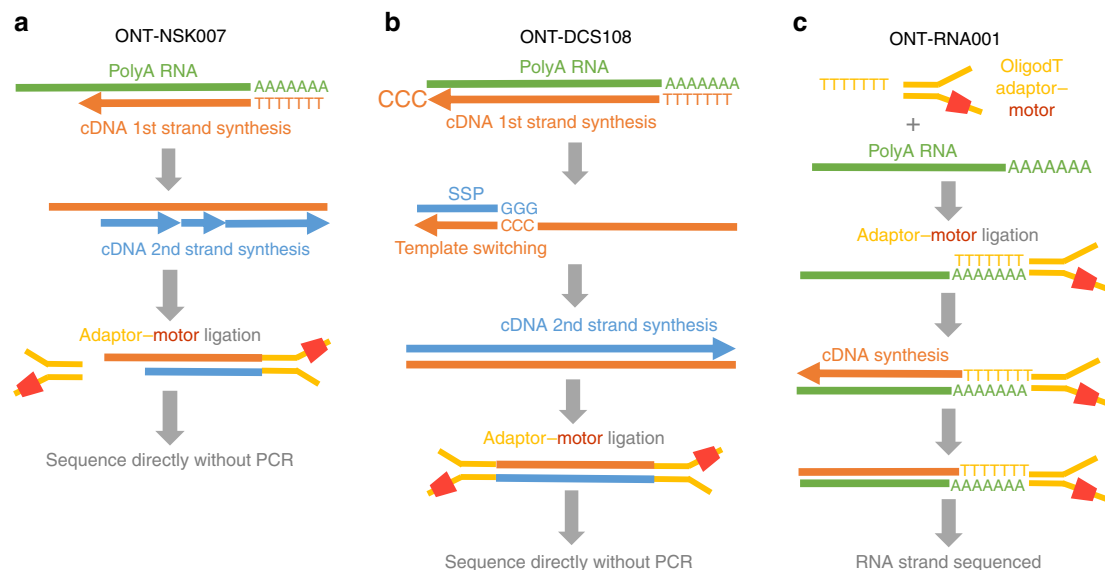 a
ONT-NSK007
PolyA RNA
AAAAAAA
TTTTTTT
cDNA 1st strand synthesis
cDNA 2nd strand synthesis
Adaptor–motor ligation
Sequence directly without PCR
b
ONT-DCS108
PolyA RNA
AAAAAAA
CCC
TTTTTTT
cDNA 1st strand synthesis
SSP
GGG
CCC
Template switching
cDNA 2nd strand synthesis
Adaptor–motor ligation
Sequence directly without PCR
c
ONT-RNA001
TTTTTTT
OligodT
adaptor–
motor
+
PolyA RNA
AAAAAAA
Adaptor–motor ligation
TTTTTTT
AAAAAAA
cDNA synthesis
TTTTTTT
AAAAAAA
TTTTTTT
AAAAAAA
RNA strand sequenced